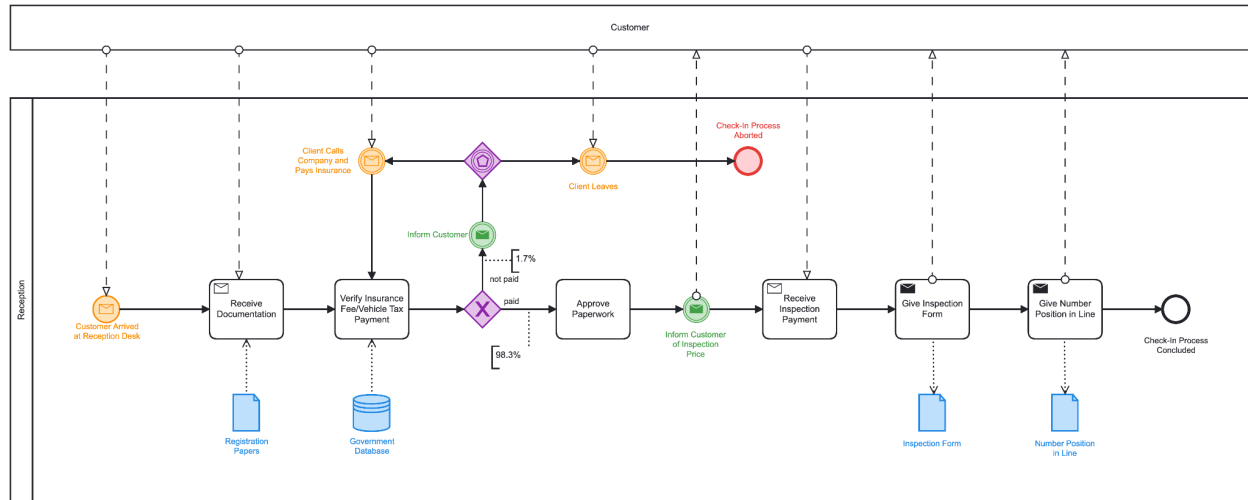 Customer
Reception
Check-In Process
Aborted
Client Calls
Company and
Pays Insurance
Client Leaves
Inform Customer
1.7%
not paid
paid
98.3%
Customer Arrived
at Reception Desk
Receive
Documentation
Verify Insurance
Fee/Vehicle Tax
Payment
Approve
Paperwork
Inform Customer
of Inspection
Price
Receive
Inspection
Payment
Give Inspection
Form
Give Number
Position in Line
Check-In Process
Concluded
Registration
Papers
Government
Database
Inspection Form
Number Position
in Line